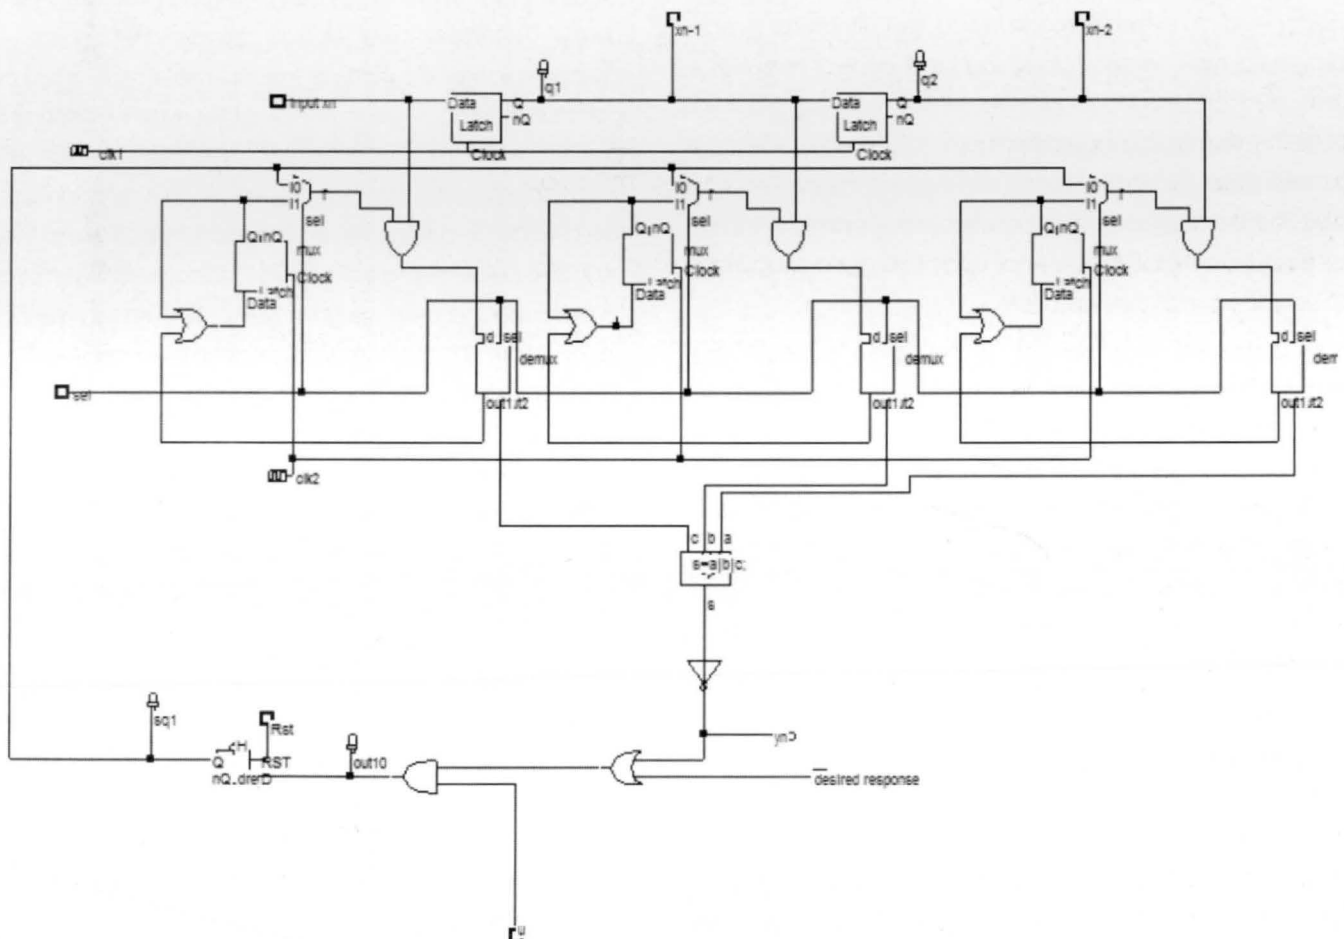 xn-1
xn-2
q1
q2
Input xn
Data
Q
nQ
Latch
Clock
Data
Q
nQ
Latch
Clock
clk1
I0
I1
sel
mux
Q
nQ
Clock
Data
I0
I1
sel
mux
Q
nQ
Clock
Data
I0
I1
sel
mux
Q
nQ
Clock
Data
d
sel
demux
d
sel
demux
sel
sel
out1
out1
out1
clk2
c b a
s=a|b|c;
s
sq1
Rst
H
Q
RST
nQ
out10
desired response